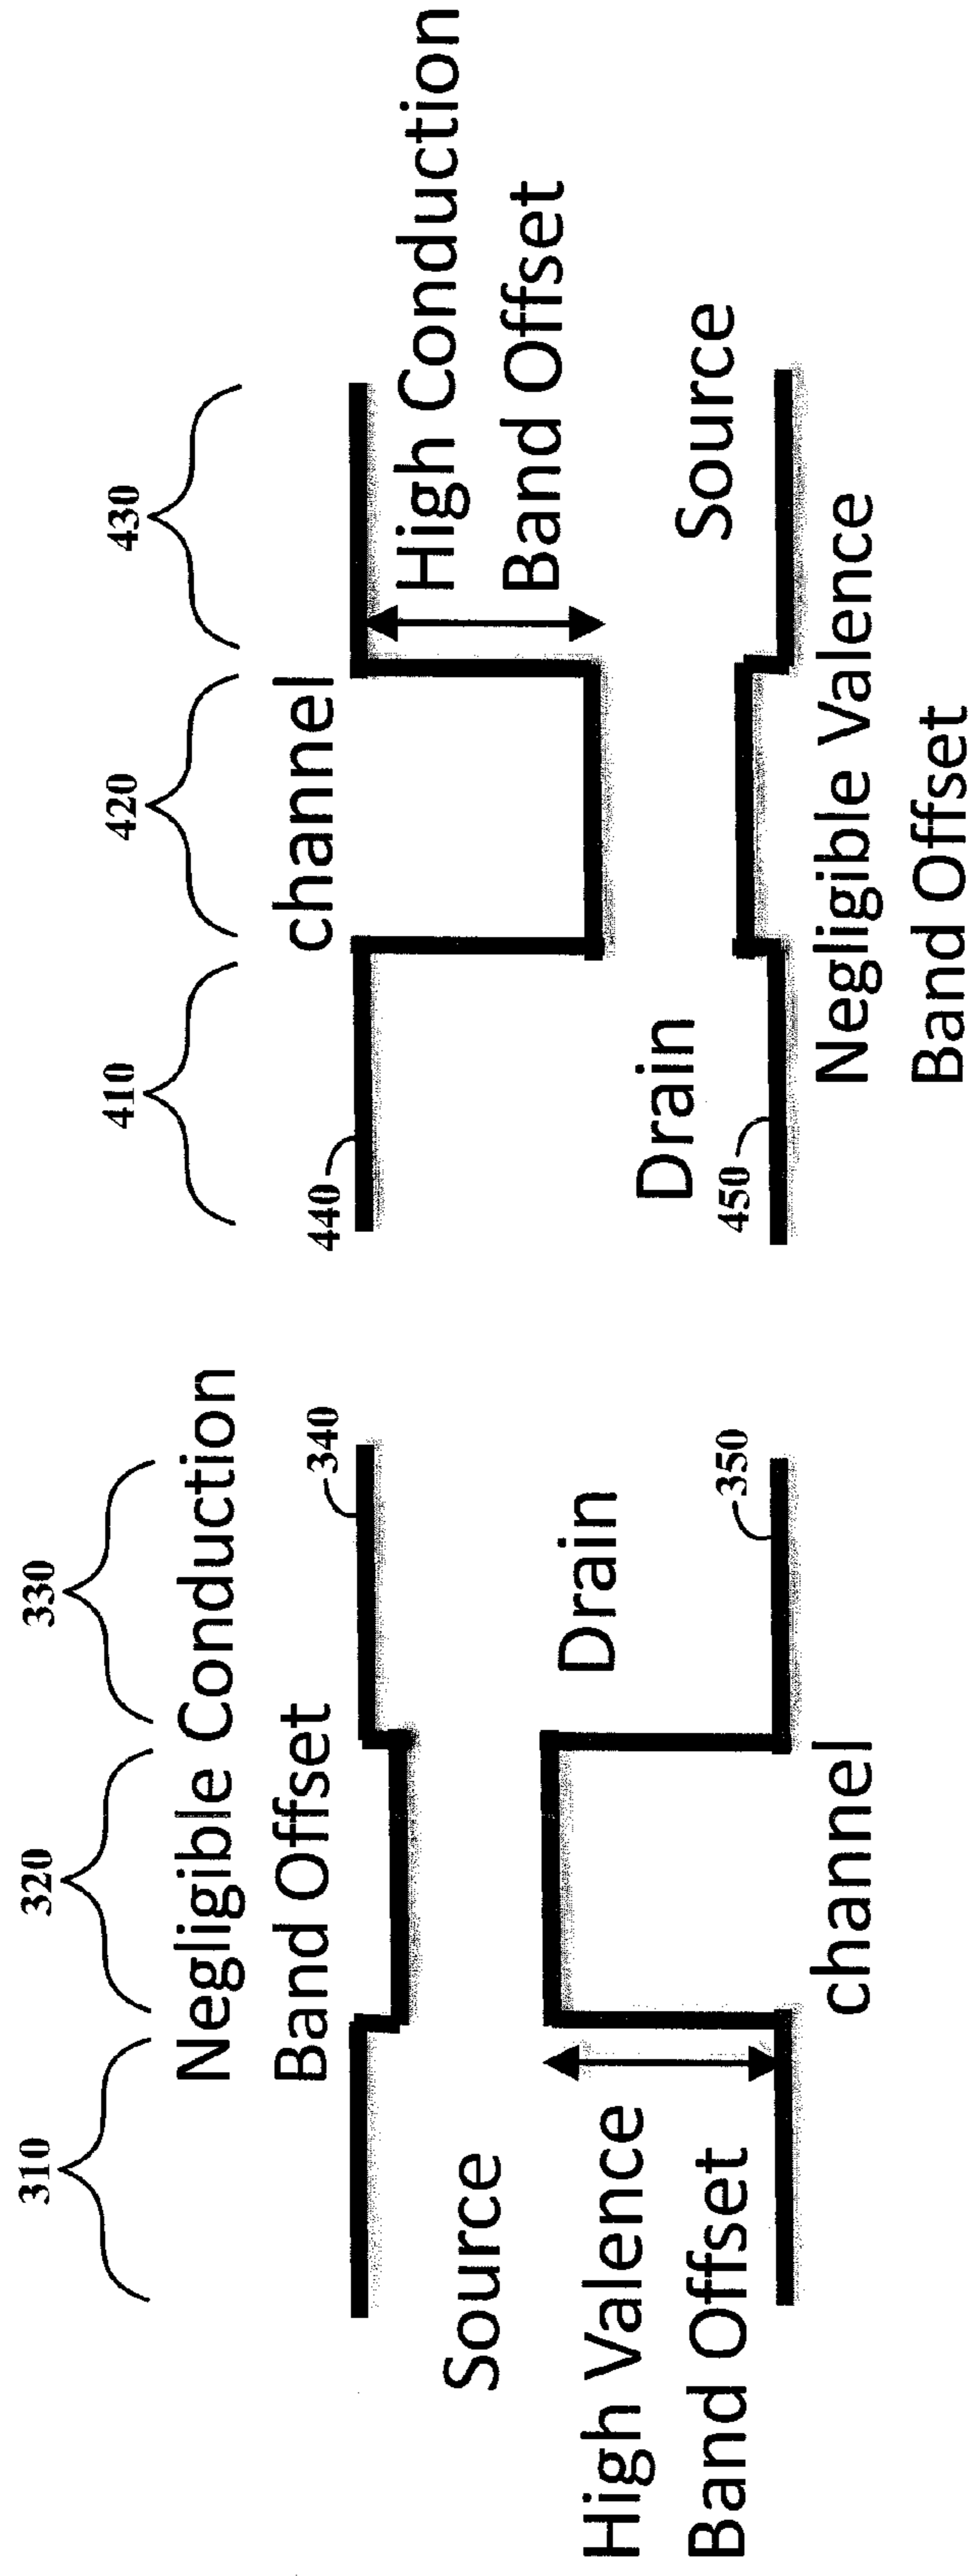 310
320
330
Negligible Conduction
Band Offset
340
Source
Drain
High Valence
Band Offset
350
channel
410
420
430
channel
440
High Conduction
Band Offset
Drain
Source
450
Negligible Valence
Band Offset